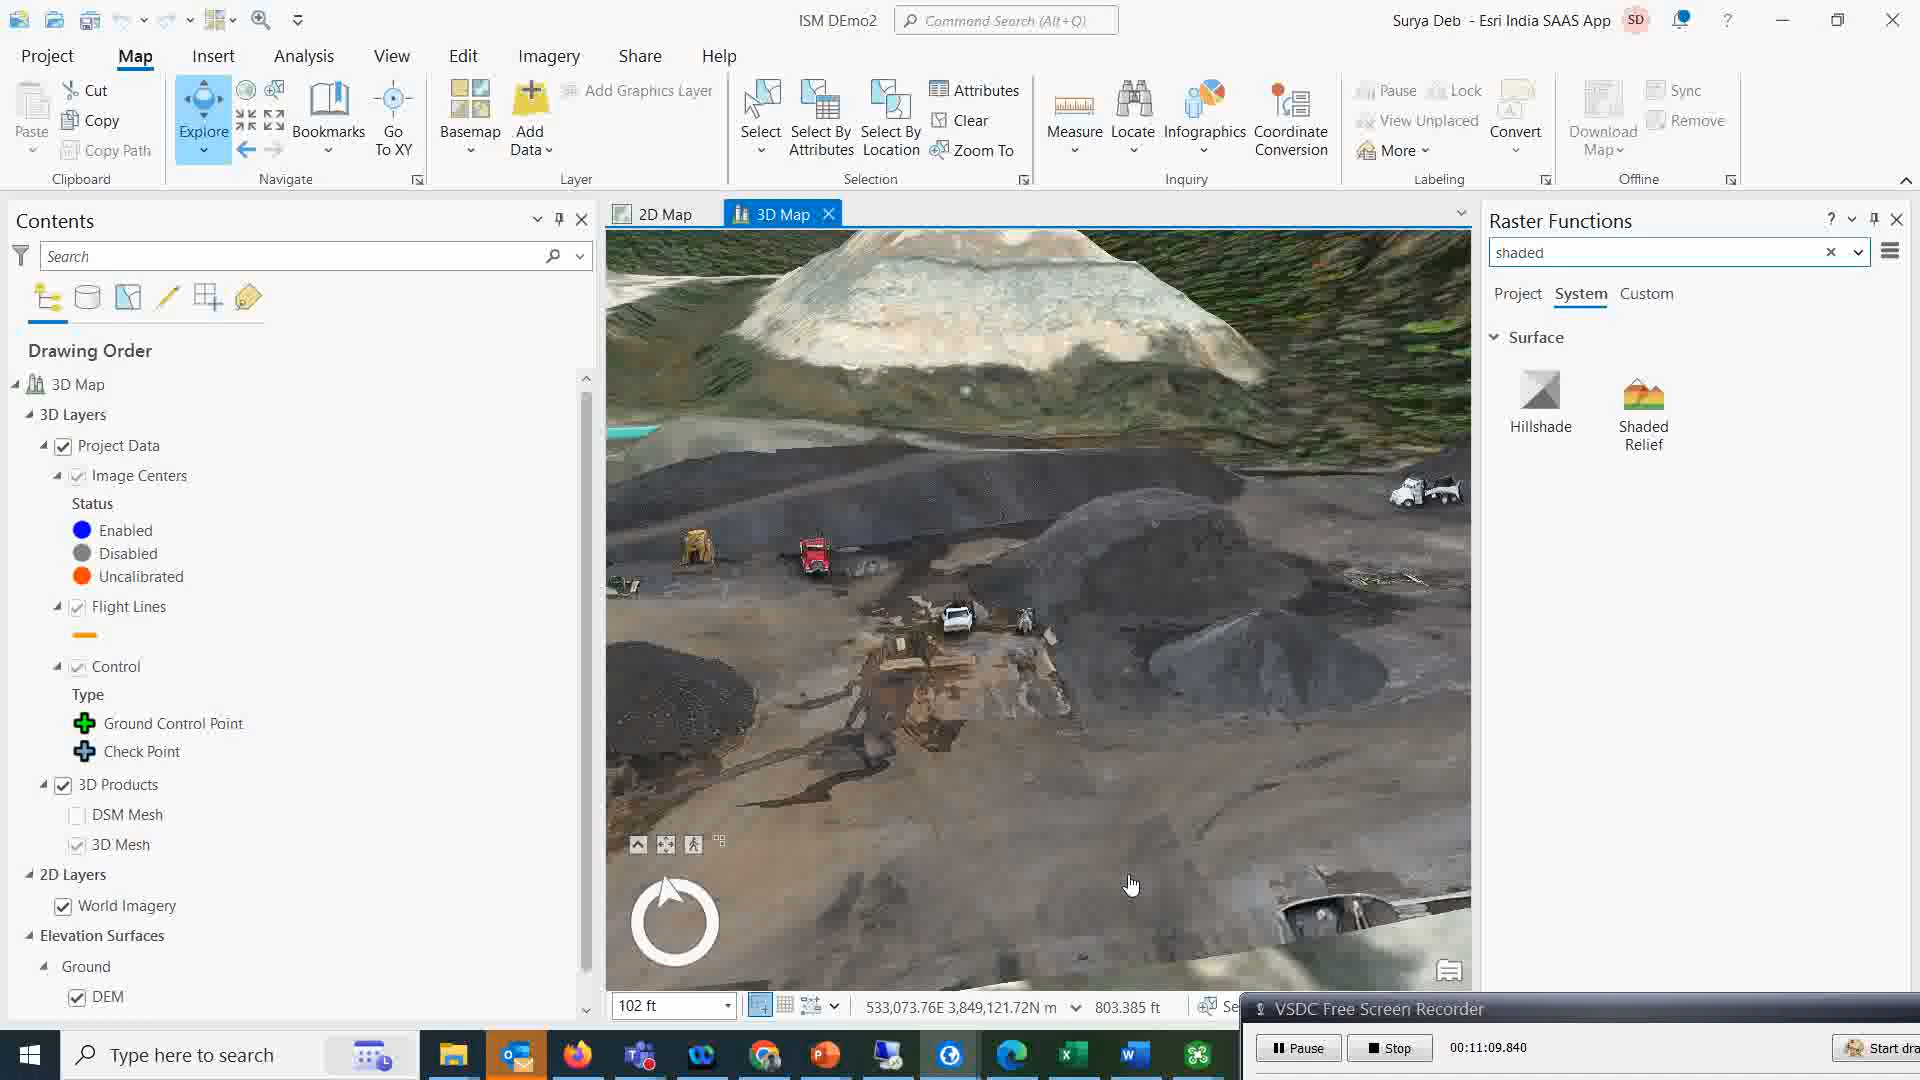 ISM DEmo2
Command Search (Alt+Q)
Surya Deb - Esri India SAAS App
SD
?
Project
Map
Insert
Analysis
View
Edit
Imagery
Share
Help
Paste
Cut
Copy
Copy Path
Clipboard
Explore
Bookmarks
Go
To XY
Navigate
Basemap
Add
Data
Add Graphics Layer
Layer
Select
Select By
Attributes
Select By
Location
Attributes
Clear
Zoom To
Selection
Measure
Locate
Infographics
Coordinate
Conversion
Inquiry
Pause
Lock
View Unplaced
More
Convert
Labeling
Download
Map
Sync
Remove
Offline
Contents
Search
Drawing Order
3D Map
3D Layers
Project Data
Image Centers
Status
Enabled
Disabled
Uncalibrated
Flight Lines
Control
Type
Ground Control Point
Check Point
3D Products
DSM Mesh
3D Mesh
2D Layers
World Imagery
Elevation Surfaces
Ground
DEM
2D Map
3D Map
102 ft
533,073.76E 3,849,121.72N m
803.385 ft
Se
Raster Functions
?
shaded
Project
System
Custom
Surface
Hillshade
Shaded
Relief
VSDC Free Screen Recorder
Pause
Stop
00:11:09.840
Start dra
Type here to search